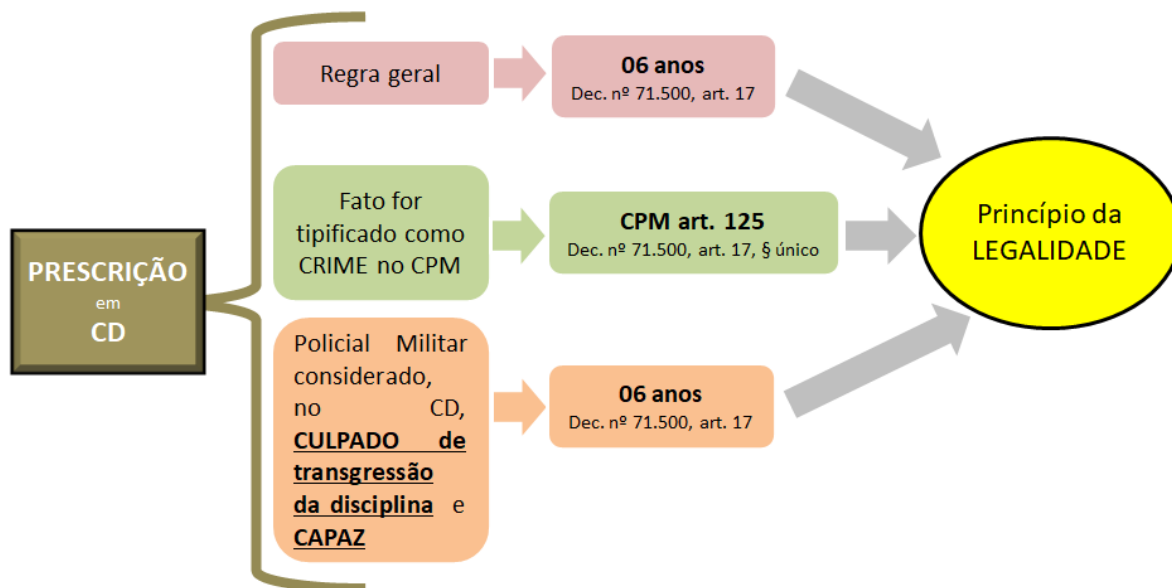 PRESCRIÇÃO
em
CD
Regra geral
06 anos
Dec. nº 71.500, art. 17
Fato for
tipificado como
CRIME no CPM
CPM art. 125
Dec. nº 71.500, art. 17, § único
Policial Militar
considerado,
no CD,
CULPADO de
transgressão
da disciplina e
CAPAZ
06 anos
Dec. nº 71.500, art. 17
Princípio da
LEGALIDADE